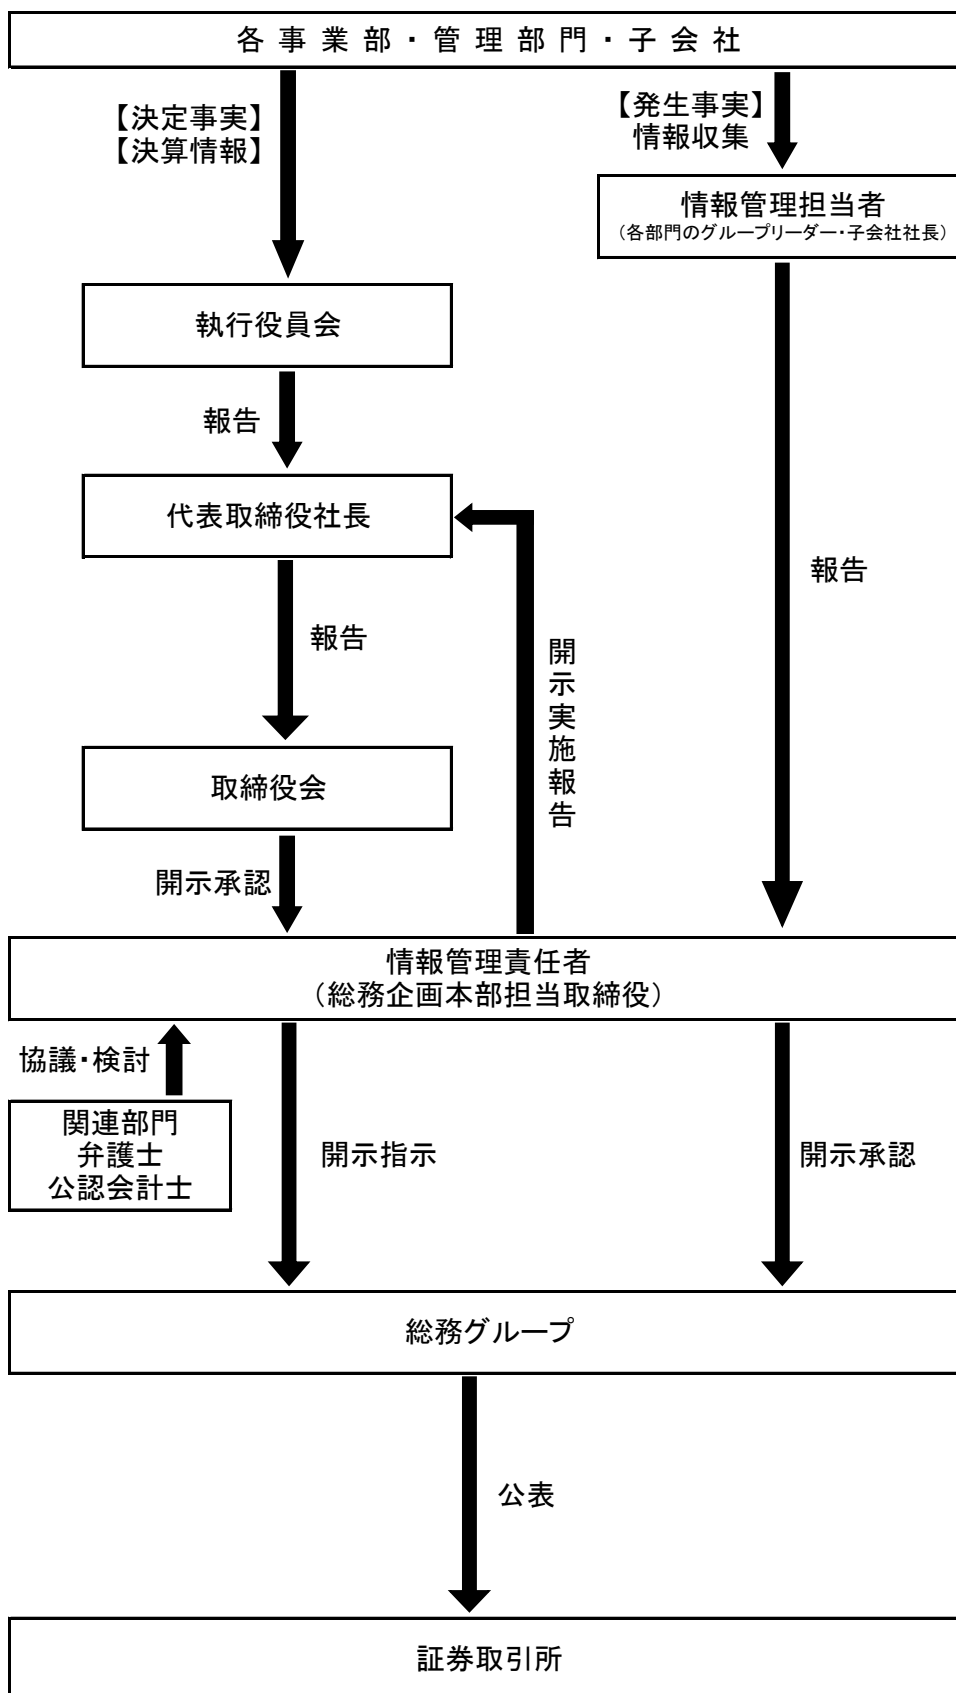 各事業部・管理部門・子会社
【決定事実】
【決算情報】
【発生事実】
情報収集
情報管理担当者
（各部門のグループリーダー・子会社社長）
執行役員会
報告
代表取締役社長
報告
報告
開示実施報告
取締役会
開示承認
情報管理責任者
（総務企画本部担当取締役）
協議・検討
関連部門
弁護士
公認会計士
開示指示
開示承認
総務グループ
公表
証券取引所